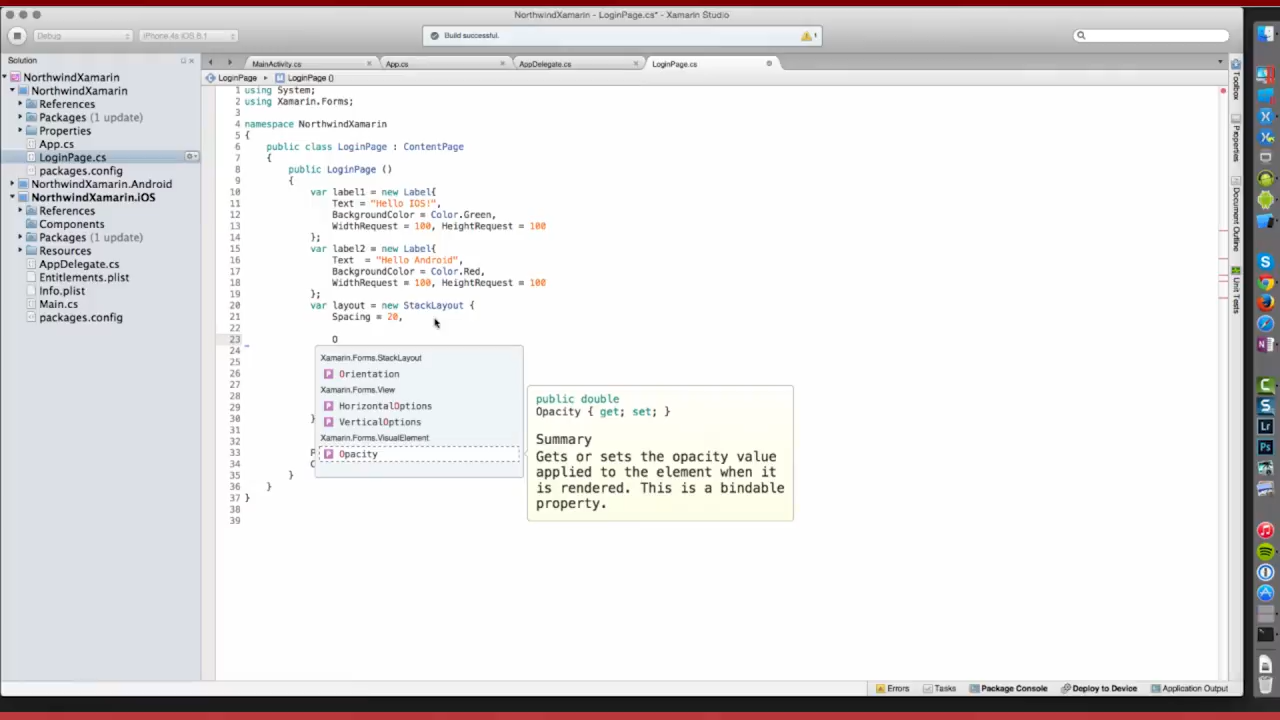 NorthwindXamarin - LoginPage.cs* - Xamarin Studio
Debug
iPhone 4s iOS 8.1
Build successful.
1
Solution
MainActivity.cs
App.cs
AppDelegate.cs
LoginPage.cs
LoginPage
LoginPage ()
NorthwindXamarin
NorthwindXamarin
References
Packages (1 update)
Properties
App.cs
LoginPage.cs
packages.config
NorthwindXamarin.Android
NorthwindXamarin.iOS
References
Components
Packages (1 update)
Resources
AppDelegate.cs
Entitlements.plist
Info.plist
Main.cs
packages.config
1 using System;
2 using Xamarin.Forms;
3
4 namespace NorthwindXamarin
5 {
6 public class LoginPage : ContentPage
7 {
8 public LoginPage ()
9 {
10 var label1 = new Label{
11 Text = "Hello IOS!",
12 BackgroundColor = Color.Green,
13 WidthRequest = 100, HeightRequest = 100
14 };
15 var label2 = new Label{
16 Text  = "Hello Android",
17 BackgroundColor = Color.Red,
18 WidthRequest = 100, HeightRequest = 100
19 };
20 var layout = new StackLayout {
21 Spacing = 20,
22
23 O
24
25
26
27
28
29
30 }
31
32
33
34
35 }
36 }
37 }
38
39
Xamarin.Forms.StackLayout
Orientation
Xamarin.Forms.View
HorizontalOptions
VerticalOptions
Xamarin.Forms.VisualElement
Opacity
public double
Opacity { get; set; }
Summary
Gets or sets the opacity value
applied to the element when it
is rendered. This is a bindable
property.
Toolbox
Properties
Document Outline
Unit Tests
Errors
Tasks
Package Console
Deploy to Device
Application Output